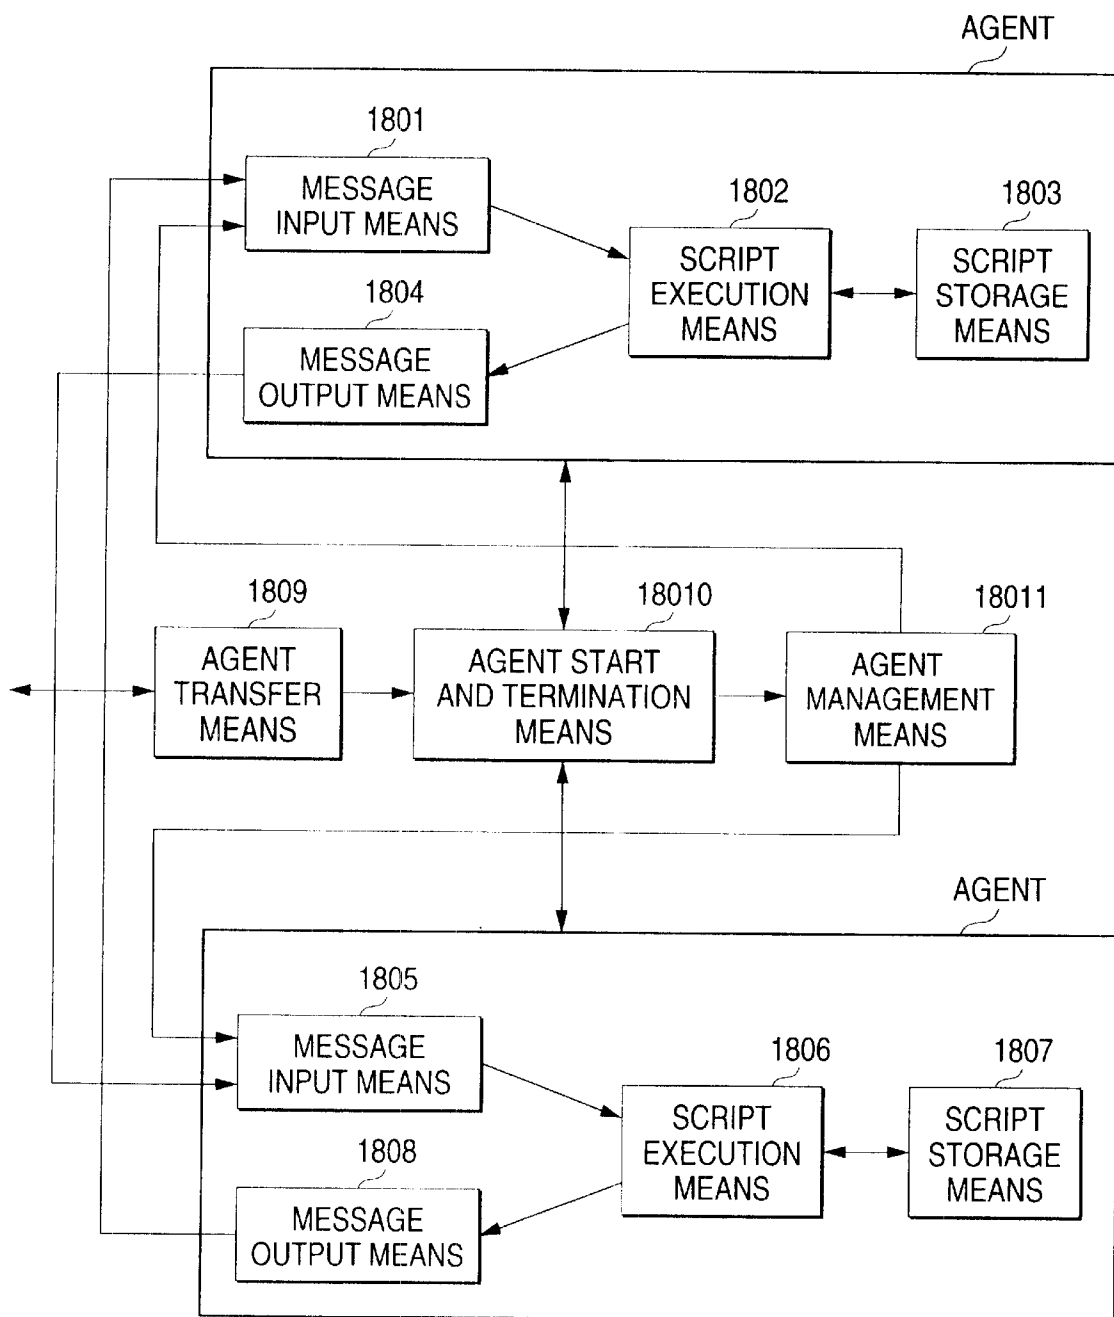 AGENT
1801
MESSAGE
INPUT MEANS
1802
SCRIPT
EXECUTION
MEANS
1803
SCRIPT
STORAGE
MEANS
1804
MESSAGE
OUTPUT MEANS
1809
AGENT
TRANSFER
MEANS
18010
AGENT START
AND TERMINATION
MEANS
18011
AGENT
MANAGEMENT
MEANS
AGENT
1805
MESSAGE
INPUT MEANS
1806
SCRIPT
EXECUTION
MEANS
1807
SCRIPT
STORAGE
MEANS
1808
MESSAGE
OUTPUT MEANS